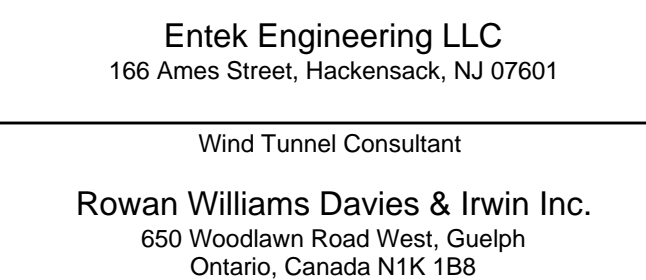 Entek Engineering LLC
166 Ames Street, Hackensack, NJ 07601
Wind Tunnel Consultant
Rowan Williams Davies & Irwin Inc.
650 Woodlawn Road West, Guelph
Ontario, Canada N1K 1B8